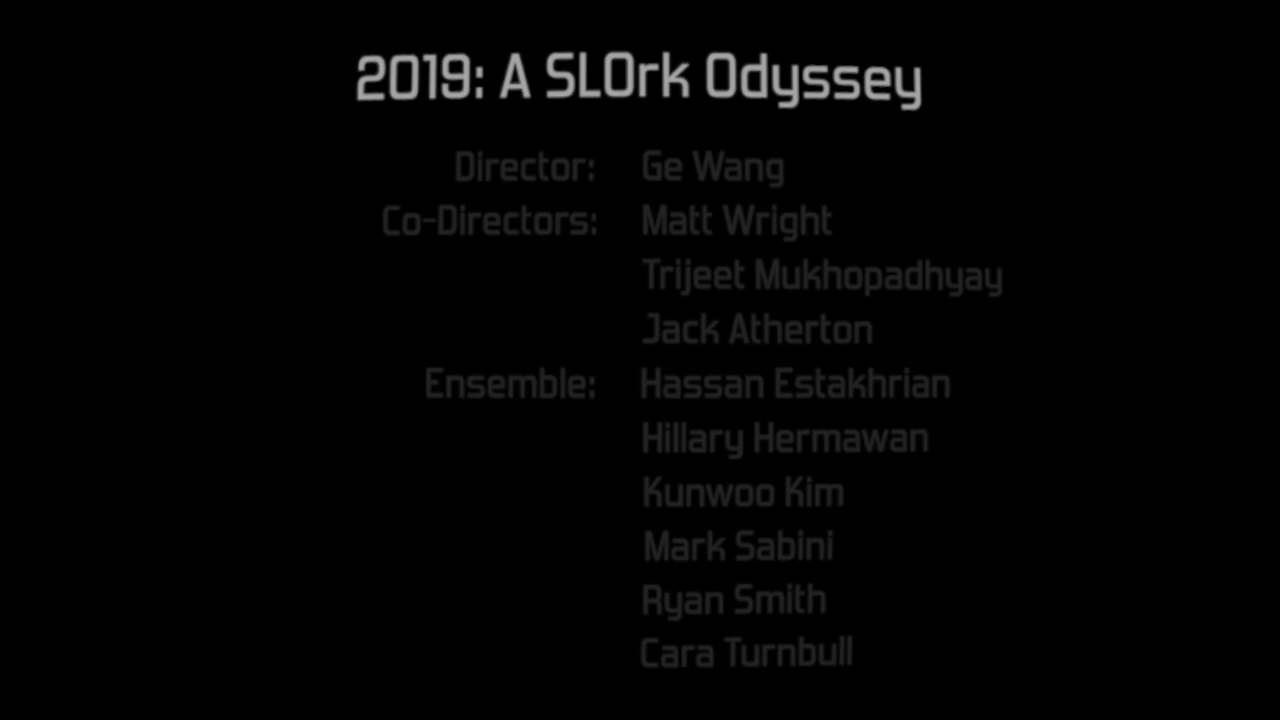 2019: A SLOrk Odyssey
Director: Ge Wang
Co-Directors: Matt Wright
Trijeet Mukhopadhyay
Jack Atherton
Ensemble: Hassan Estakhrian
Hillary Hermawan
Kunwoo Kim
Mark Sabini
Ryan Smith
Cara Turnbull